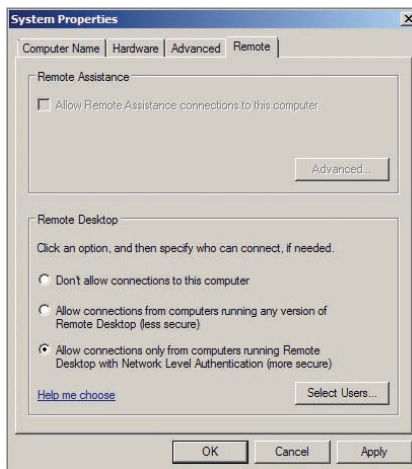 System Properties
Computer Name Hardware Advanced Remote
Remote Assistance
Allow Remote Assistance connections to this computer
Advanced...
Remote Desktop
Click an option, and then specify who can connect, if needed.
Don't allow connections to this computer
Allow connections from computers running any version of
Remote Desktop (less secure)
Allow connections only from computers running Remote
Desktop with Network Level Authentication (more secure)
Help me choose
Select Users...
OK Cancel Apply